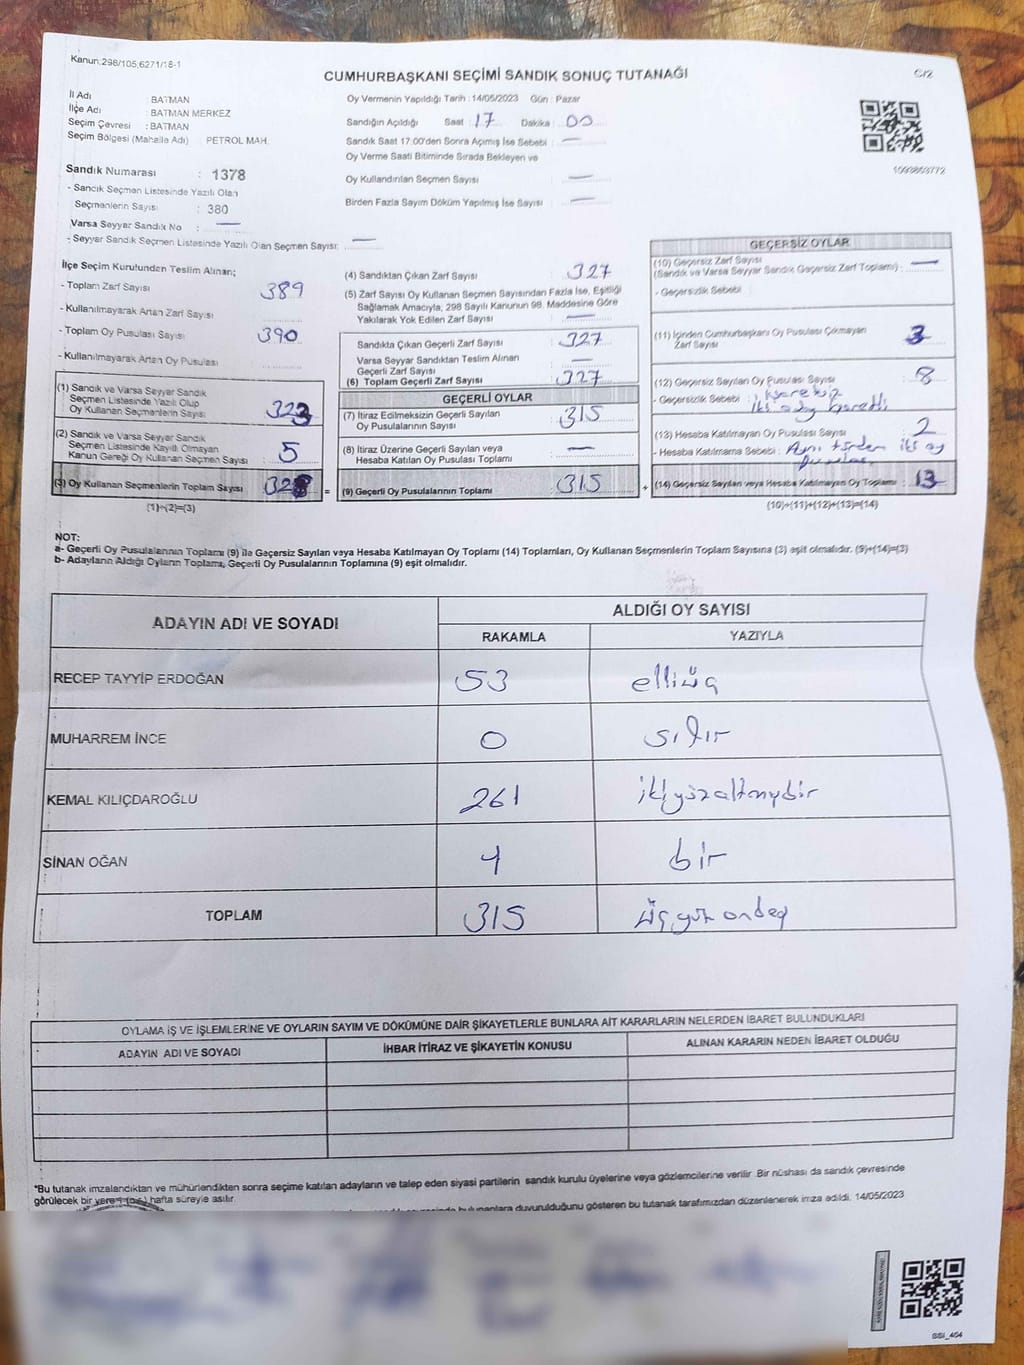 Kanun:298/105,6271/18-1
CUMHURBAŞKANI SEÇİMİ SANDIK SONUÇ TUTANAĞI
C/2
İl Adı : BATMAN
İlçe Adı : BATMAN MERKEZ
Seçim Çevresi : BATMAN
Seçim Bölgesi (Mahalle Adı) PETROL MAH.
Sandık Numarası : 1378
- Sandık Seçmen Listesinde Yazılı Olan
Seçmenlerin Sayısı : 380
Varsa Seyyar Sandık No : —
- Seyyar Sandık Seçmen Listesinde Yazılı Olan Seçmen Sayısı: —
Oy Vermenin Yapıldığı Tarih : 14/05/2023 Gün : Pazar
Sandığın Açıldığı Saat : 17 Dakika : 00
Sandık Saat 17.00'den Sonra Açımış İse Sebebi : —
Oy Verme Saati Bitiminde Sırada Bekleyen ve
Oy Kullandırılan Seçmen Sayısı : —
Birden Fazla Sayım Döküm Yapılmış İse Sayısı : —
1093853772
İlçe Seçim Kurulundan Teslim Alınan;
- Toplam Zarf Sayısı 389
- Kullanılmayarak Artan Zarf Sayısı
- Toplam Oy Pusulası Sayısı 390
- Kullanılmayarak Artan Oy Pusulası
(1) Sandık ve Varsa Seyyar Sandık
Seçmen Listesinde Yazılı Olup
Oy Kullanan Seçmenlerin Sayısı 323
(2) Sandık ve Varsa Seyyar Sandık
Seçmen Listesinde Kayıtlı Olmayan
Kanun Gereği Oy Kullanan Seçmen Sayısı 5
(3) Oy Kullanan Seçmenlerin Toplam Sayısı 328 =
(1)+(2)=(3)
(4) Sandıktan Çıkan Zarf Sayısı : 327
(5) Zarf Sayısı Oy Kullanan Seçmen Sayısından Fazla İse, Eşitliği
Sağlamak Amacıyla, 298 Sayılı Kanunun 98. Maddesine Göre
Yakılarak Yok Edilen Zarf Sayısı : —
Sandıkta Çıkan Geçerli Zarf Sayısı : 327
Varsa Seyyar Sandıktan Teslim Alınan
Geçerli Zarf Sayısı : —
(6) Toplam Geçerli Zarf Sayısı : 327
GEÇERLİ OYLAR
(7) İtiraz Edilmeksizin Geçerli Sayılan
Oy Pusulalarının Sayısı : 315
(8) İtiraz Üzerine Geçerli Sayılan veya
Hesaba Katılan Oy Pusulası Toplamı : —
(9) Geçerli Oy Pusulalarının Toplamı : 315 +
GEÇERSİZ OYLAR
(10) Geçersiz Zarf Sayısı
(Sandık ve Varsa Seyyar Sandık Geçersiz Zarf Toplamı) : —
- Geçersizlik Sebebi :
(11) İçinden Cumhurbaşkanı Oy Pusulası Çıkmayan
Zarf Sayısı : 3
(12) Geçersiz Sayılan Oy Pusulası Sayısı : 8
- Geçersizlik Sebebi : işaretsiz
iki aday işaretli
(13) Hesaba Katılmayan Oy Pusulası Sayısı : 2
- Hesaba Katılmama Sebebi : Aynı türden iki oy
pusulası
(14) Geçersiz Sayılan veya Hesaba Katılmayan Oy Toplamı : 13
(10)+(11)+(12)+(13)=(14)
NOT:
a- Geçerli Oy Pusulalarının Toplamı (9) ile Geçersiz Sayılan veya Hesaba Katılmayan Oy Toplamı (14) Toplamları, Oy Kullanan Seçmenlerin Toplam Sayısına (3) eşit olmalıdır. (9)+(14)=(3)
b- Adayların Aldığı Oyların Toplamı, Geçerli Oy Pusulalarının Toplamına (9) eşit olmalıdır.
ADAYIN ADI VE SOYADI ALDIĞI OY SAYISI
RAKAMLA YAZIYLA
RECEP TAYYİP ERDOĞAN 53 elliüç
MUHARREM İNCE 0 sıfır
KEMAL KILIÇDAROĞLU 261 ikiyüzaltmışbir
SİNAN OĞAN 1 bir
TOPLAM 315 üçyüz onbeş
OYLAMA İŞ VE İŞLEMLERİNE VE OYLARIN SAYIM VE DÖKÜMÜNE DAİR ŞİKAYETLERLE BUNLARA AİT KARARLARIN NELERDEN İBARET BULUNDUKLARI
ADAYIN ADI VE SOYADI İHBAR İTİRAZ VE ŞİKAYETİN KONUSU ALINAN KARARIN NEDEN İBARET OLDUĞU
*Bu tutanak imzalandıktan ve mühürlendikten sonra seçime katılan adayların ve talep eden siyasi partilerin sandık kurulu üyelerine veya gözlemcilerine verilir. Bir nüshası da sandık çevresinde
görülecek bir yere 1 (bir) hafta süreyle asılır.
bulunanlara duyurulduğunu gösteren bu tutanak tarafımızdan düzenlenerek imza edildi. 14/05/2023